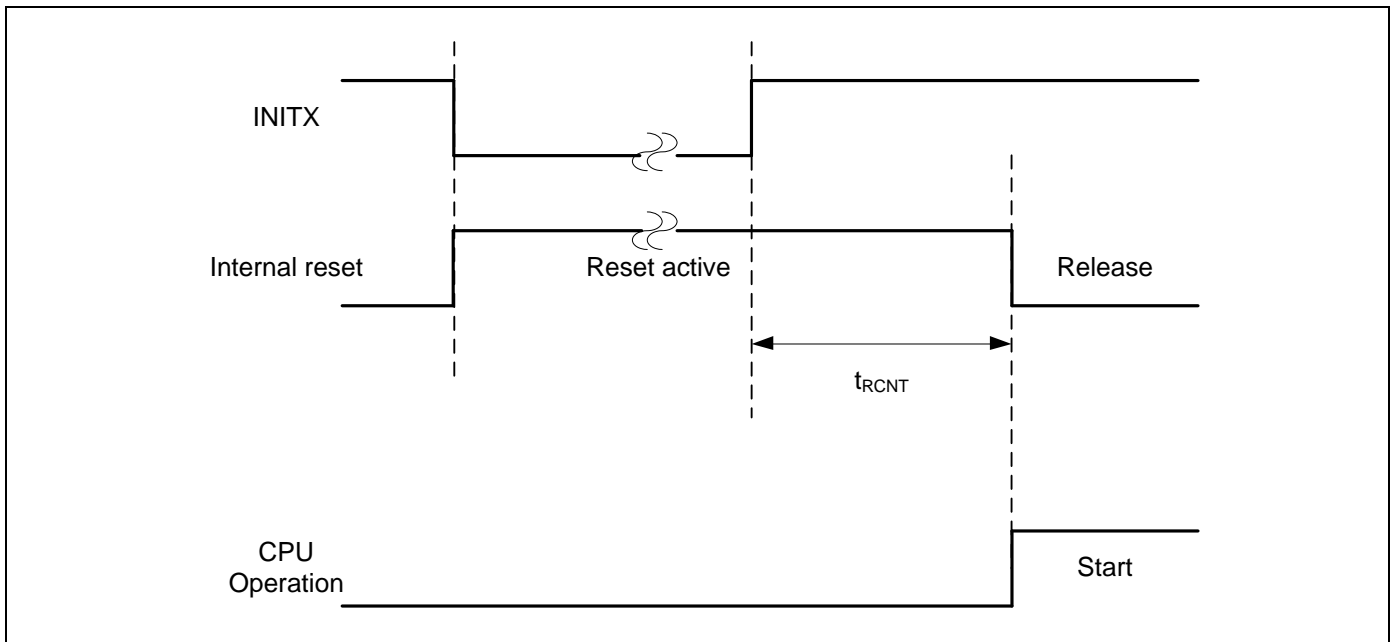 INITX
Internal reset
Reset active
Release
tRCNT
CPU
Operation
Start